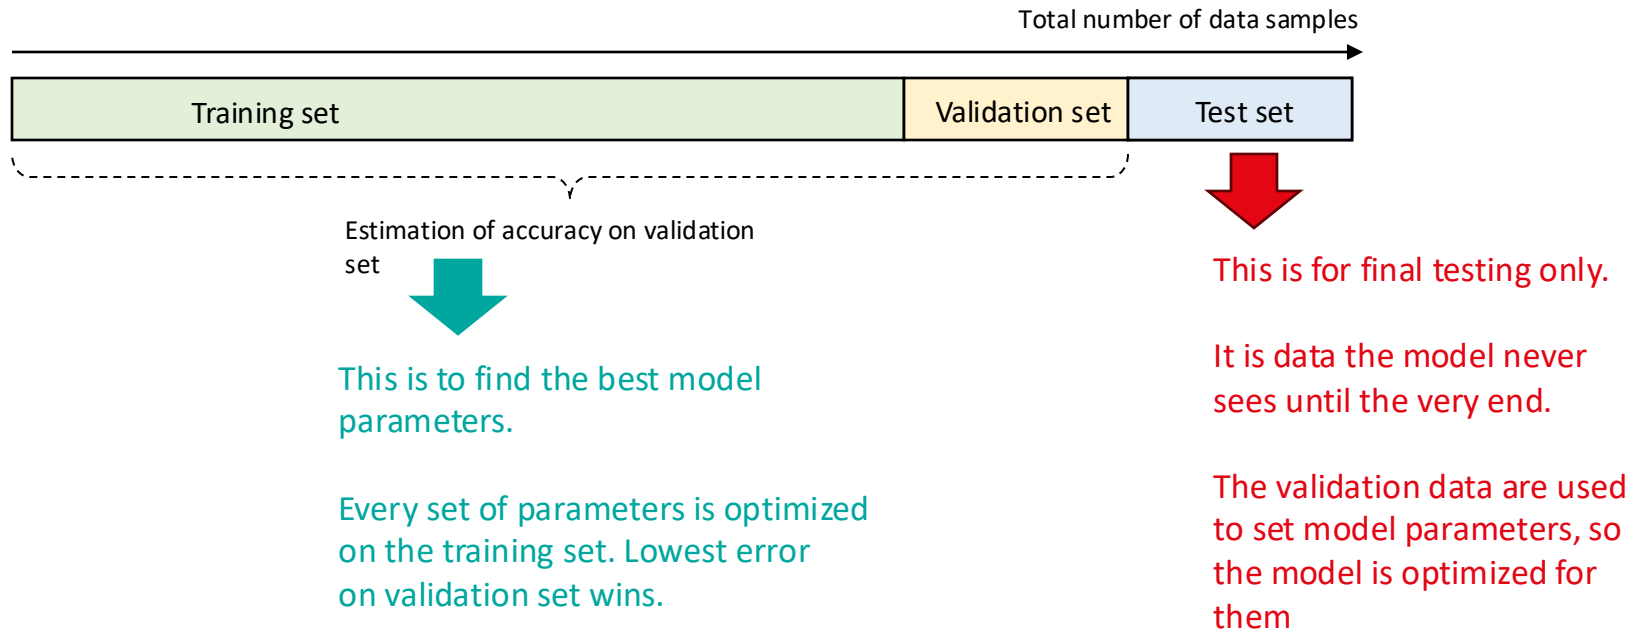 Total number of data samples
Training set
Validation set
Test set
Estimation of accuracy on validation
set
This is to find the best model
parameters.
Every set of parameters is optimized
on the training set. Lowest error
on validation set wins.
This is for final testing only.
It is data the model never
sees until the very end.
The validation data are used
to set model parameters, so
the model is optimized for
them